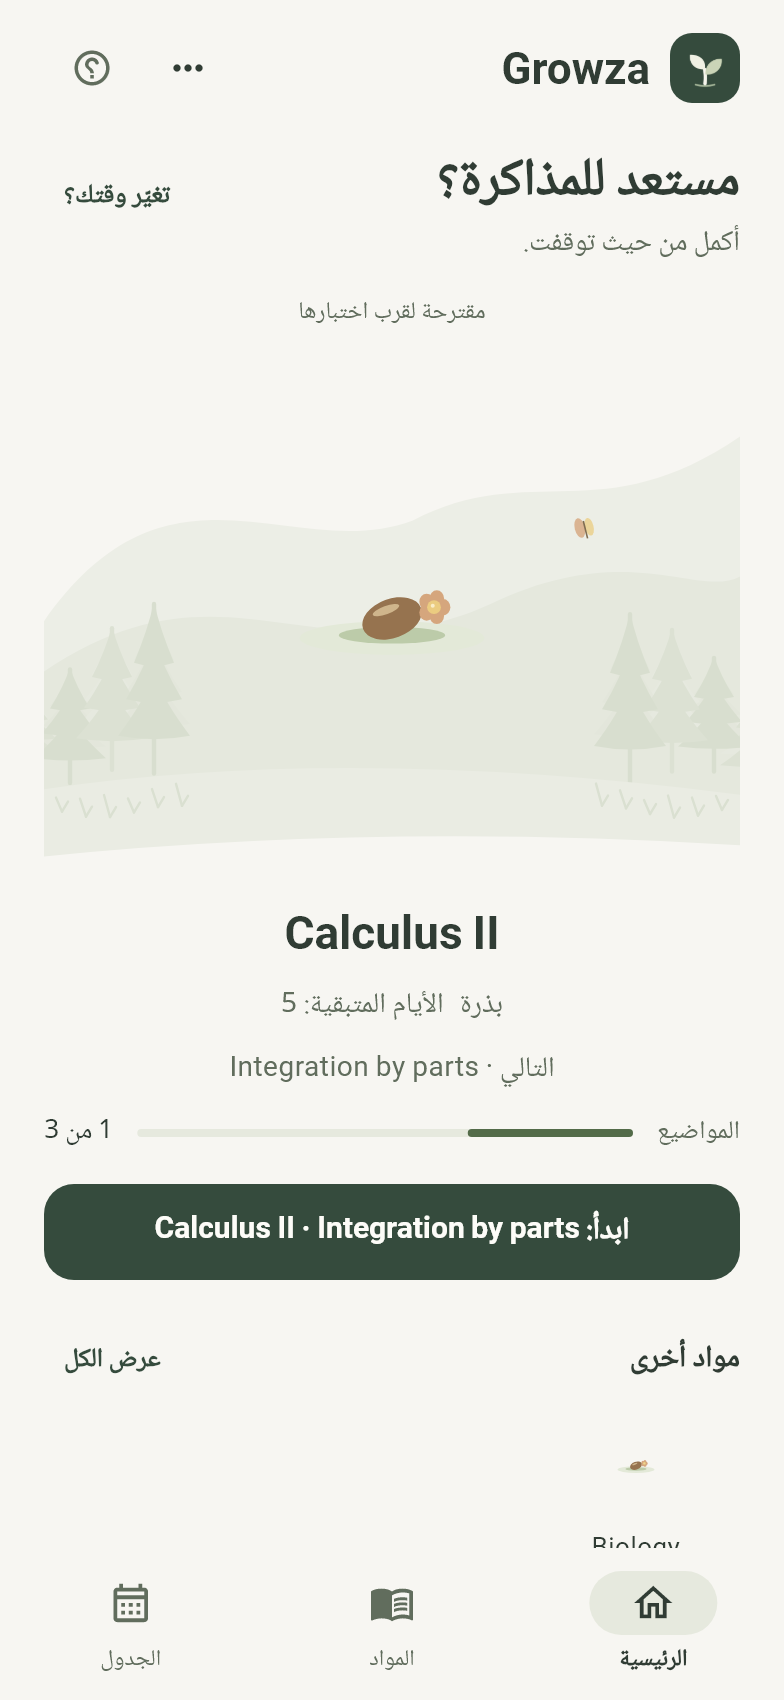 Growza
مستعد للمذاكرة؟
تغيّر وقتك؟
أكمل من حيث توقفت.
مقترحة لقرب اختبارها
Calculus II
بذرة الأيام المتبقية: 5
التالي · Integration by parts
المواضيع
1 من 3
ابدأ: Calculus II · Integration by parts
مواد أخرى
عرض الكل
Biology
الرئيسية
المواد
الجدول